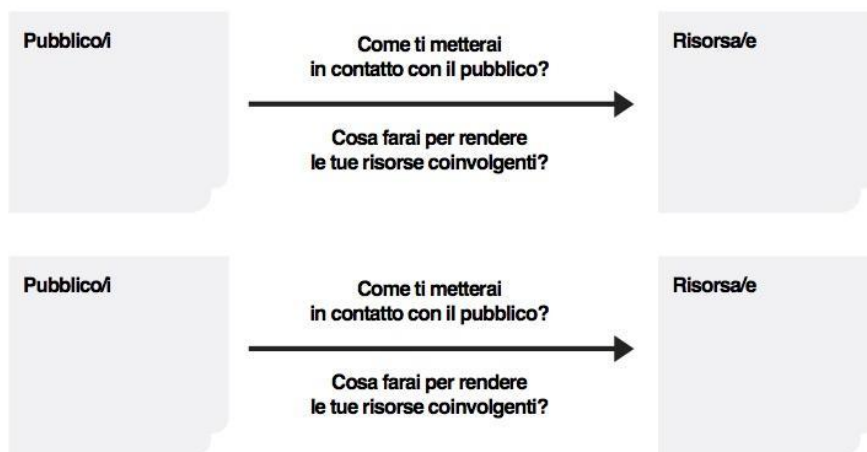 Pubblico/i
Come ti metterai
in contatto con il pubblico?
Cosa farai per rendere
le tue risorse coinvolgenti?
Risorsa/e
Pubblico/i
Come ti metterai
in contatto con il pubblico?
Cosa farai per rendere
le tue risorse coinvolgenti?
Risorsa/e